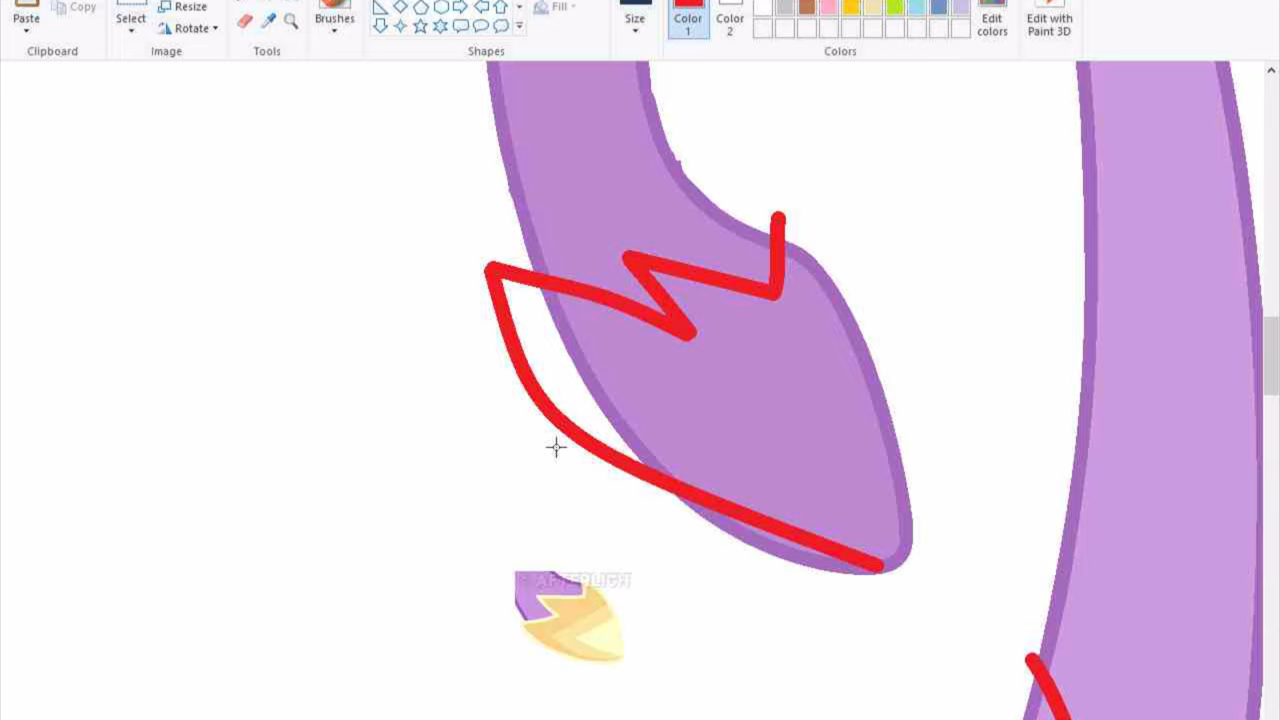 Paste
Copy
Clipboard
Select
Resize
Rotate
Image
Tools
Brushes
Shapes
Fill
Size
Color 1
Color 2
Edit colors
Edit with Paint 3D
Colors
AFTERLIGHT